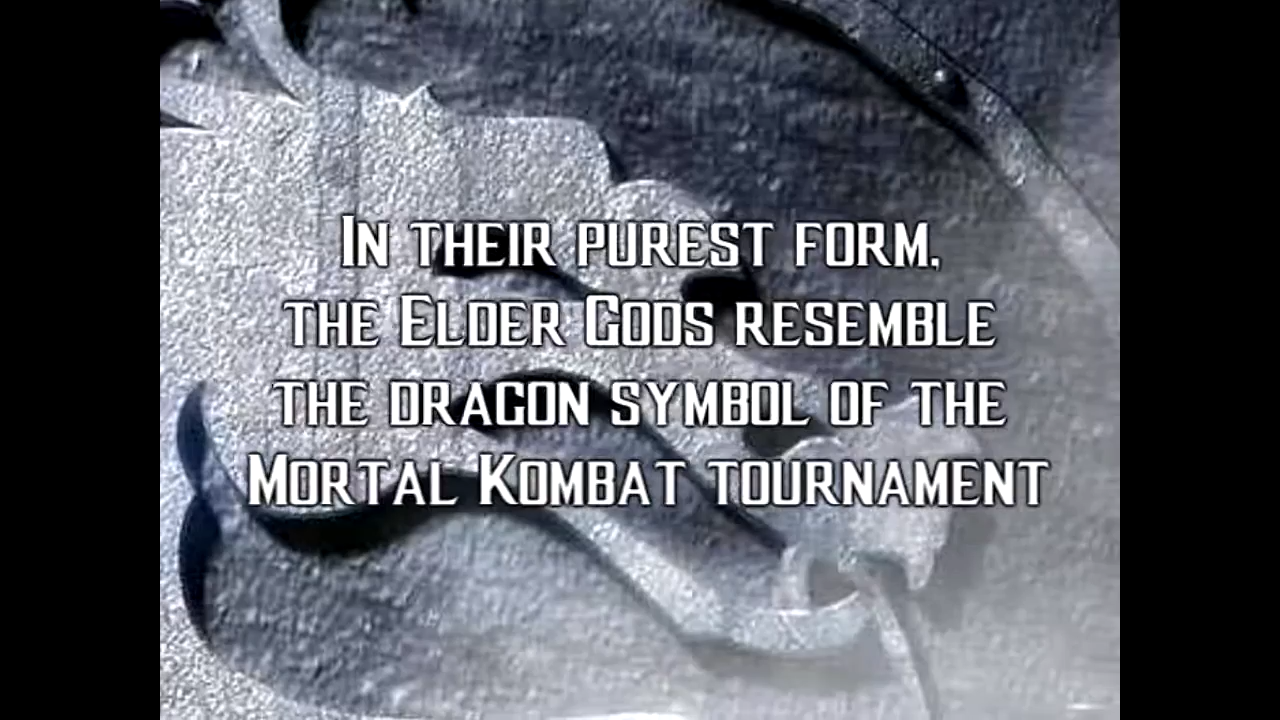 In their purest form,
the Elder Gods resemble
the dragon symbol of the
Mortal Kombat tournament